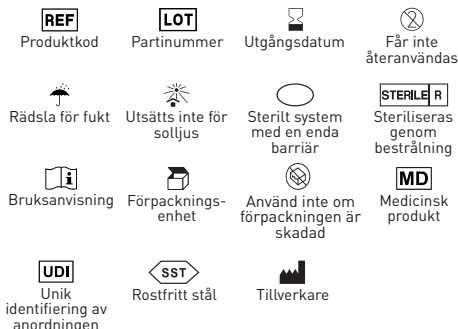 REF
Produktkod
LOT
Partinummer
Utgångsdatum
2
Får inte
återanvändas
Rädsla för fukt
Utsätts inte för
solljus
Sterilt system
med en enda
barriär
STERILE R
Steriliseras
genom
bestrålning
i
Bruksanvisning
Förpacknings-
enhet
Använd inte om
förpackningen är
skadad
MD
Medicinsk
produkt
UDI
Unik
identifiering av
anordningen
SST
Rostfritt stål
Tillverkare